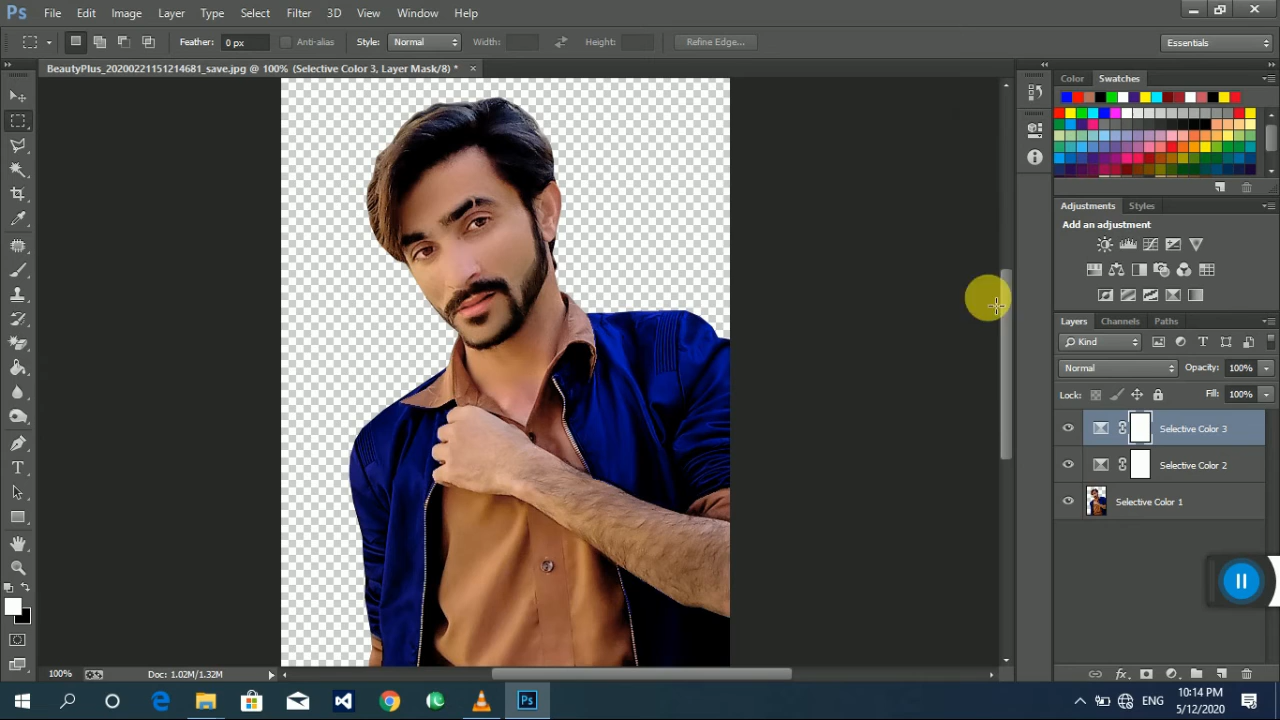 Ps File Edit Image Layer Type Select Filter 3D View Window Help
Feather: 0 px Anti-alias Style: Normal Width: Height: Refine Edge... Essentials
BeautyPlus_20200221151214681_save.jpg @ 100% (Selective Color 3, Layer Mask/8) *
Color Swatches
Adjustments Styles
Add an adjustment
Layers Channels Paths
Kind
Normal Opacity: 100%
Lock: Fill: 100%
Selective Color 3
Selective Color 2
Selective Color 1
100% Doc: 1.02M/1.32M
Ps ENG 10:14 PM
5/12/2020